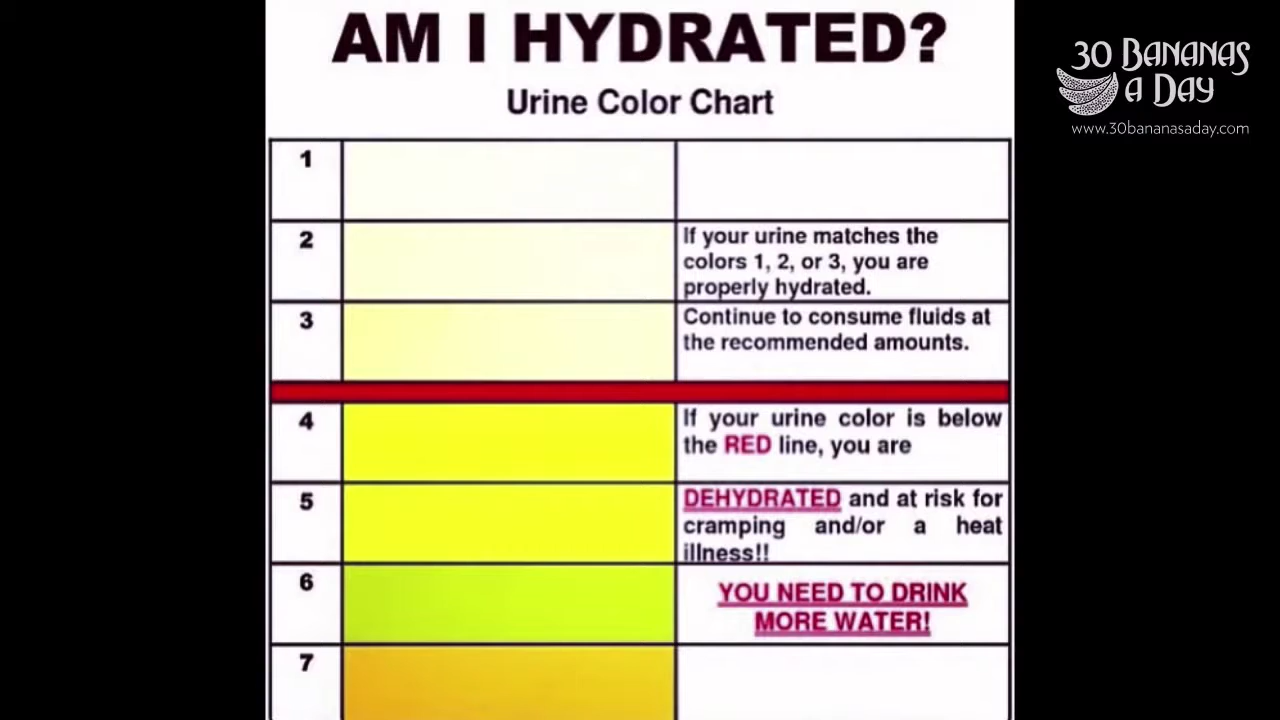 AM I HYDRATED?
Urine Color Chart
30 BANANAS
A DAY
www.30bananasaday.com
1
2
If your urine matches the
colors 1, 2, or 3, you are
properly hydrated.
3
Continue to consume fluids at
the recommended amounts.
4
If your urine color is below
the RED line, you are
5
DEHYDRATED and at risk for
cramping and/or a heat
illness!!
6
YOU NEED TO DRINK
MORE WATER!
7